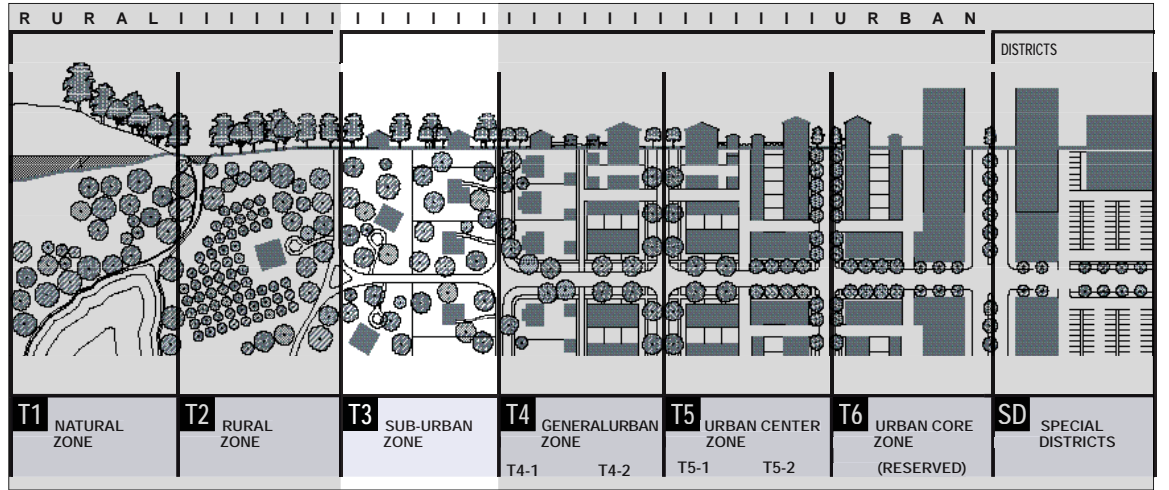 R U R A L I I I I I I I I I I I I I I I I I I I I I I I I I I I I I I U R B A N
DISTRICTS
T1 NATURAL
ZONE
T2 RURAL
ZONE
T3 SUB-URBAN
ZONE
T4 GENERALURBAN
ZONE
T4-1 T4-2
T5 URBAN CENTER
ZONE
T5-1 T5-2
T6 URBAN CORE
ZONE
(RESERVED)
SD SPECIAL
DISTRICTS